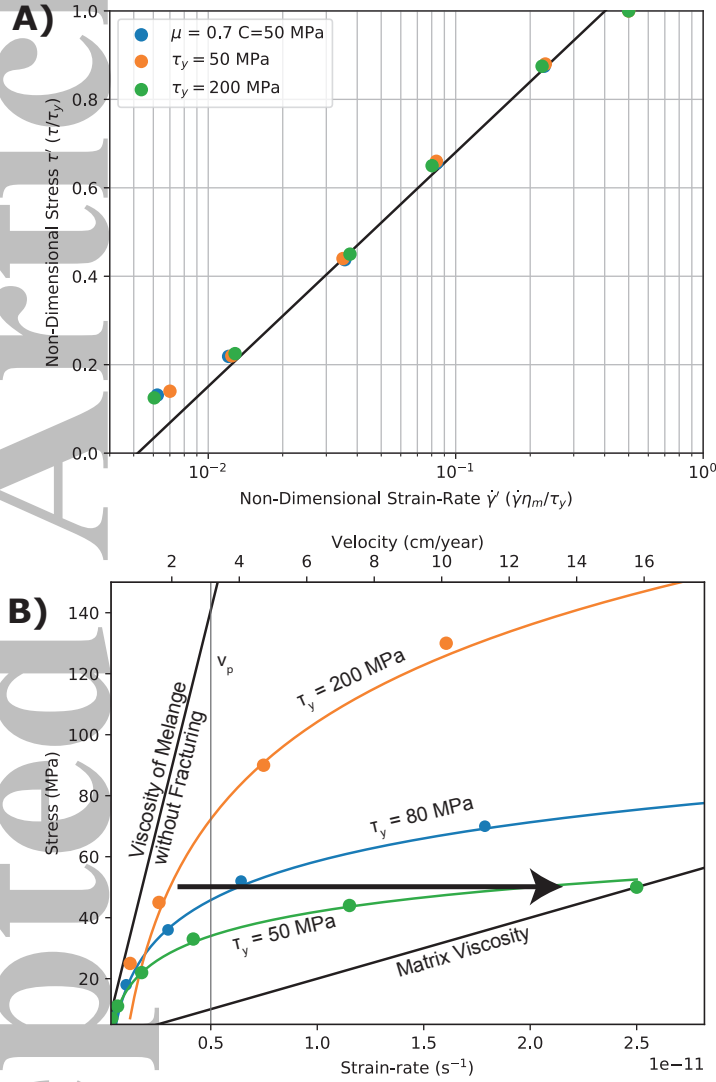 A)
μ = 0.7 C=50 MPa
τy = 50 MPa
τy = 200 MPa
Non-Dimensional Stress τ′ (τ/τy)
1.0
0.8
0.6
0.4
0.2
0.0
10⁻²
10⁻¹
10⁰
Non-Dimensional Strain-Rate γ̇′ (γ̇ηm/τy)
Velocity (cm/year)
2
4
6
8
10
12
14
16
B)
Stress (MPa)
140
120
100
80
60
40
20
Viscosity of Melange
without Fracturing
vp
τy = 200 MPa
τy = 80 MPa
τy = 50 MPa
Matrix Viscosity
0.5
1.0
1.5
2.0
2.5
Strain-rate (s⁻¹)
1e−11
pted Artic